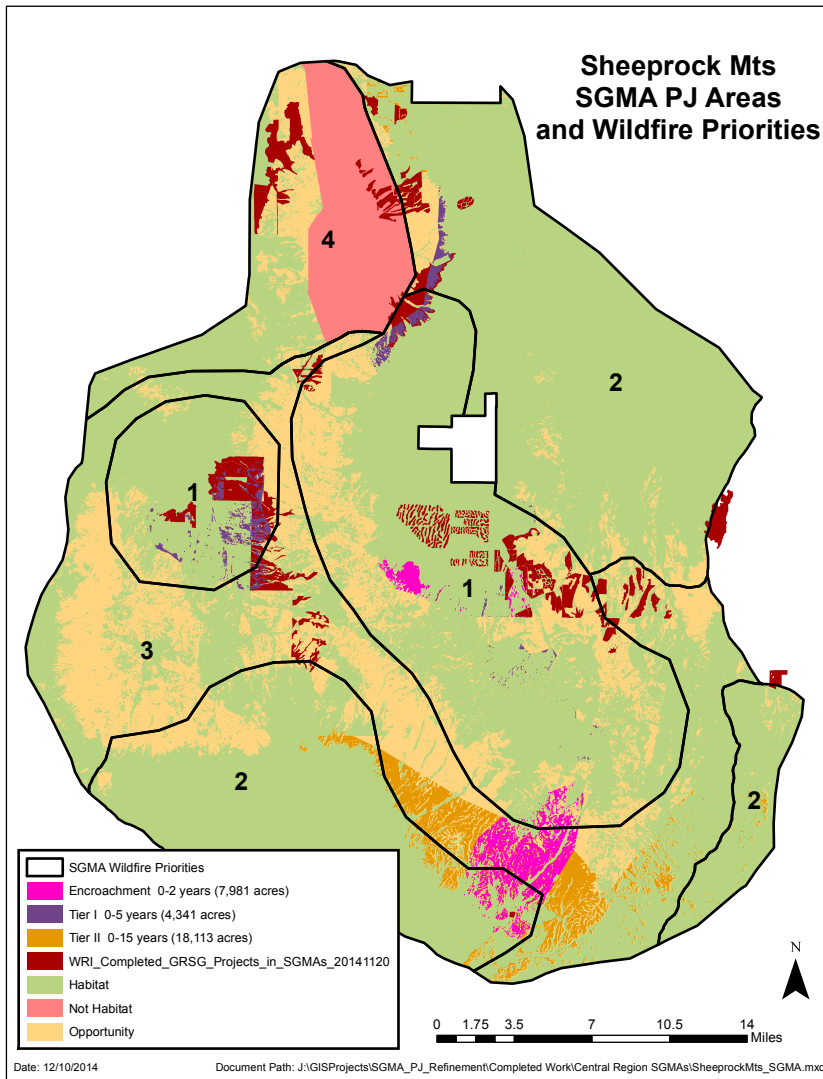 Sheeprock Mts
SGMA PJ Areas
and Wildfire Priorities
4
2
1
1
3
2
2
SGMA Wildfire Priorities
Encroachment 0-2 years (7,981 acres)
Tier I 0-5 years (4,341 acres)
Tier II 0-15 years (18,113 acres)
WRI_Completed_GRSG_Projects_in_SGMAs_20141120
Habitat
Not Habitat
Opportunity
N
0 1.75 3.5 7 10.5 14
Miles
Date: 12/10/2014 Document Path: J:\GISProjects\SGMA_PJ_Refinement\Completed Work\Central Region SGMAs\SheeprockMts_SGMA.mxd